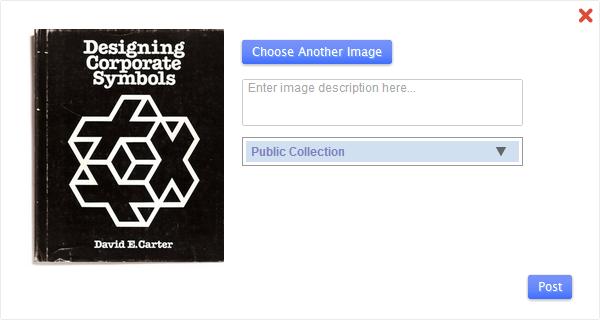 Designing
Corporate
Symbols
David E. Carter
Choose Another Image
Enter image description here...
Public Collection
Post